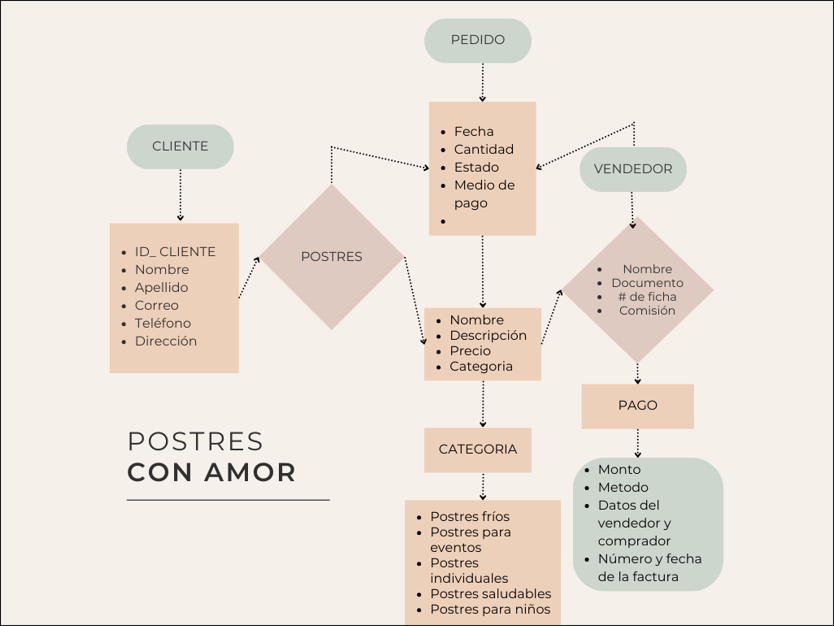 PEDIDO
Fecha
Cantidad
Estado
Medio de
pago
CLIENTE
ID_ CLIENTE
Nombre
Apellido
Correo
Teléfono
Dirección
POSTRES
VENDEDOR
Nombre
Documento
# de ficha
Comisión
Nombre
Descripción
Precio
Categoria
PAGO
Monto
Metodo
Datos del
vendedor y
comprador
Número y fecha
de la factura
CATEGORIA
Postres fríos
Postres para
eventos
Postres
individuales
Postres saludables
Postres para niños
POSTRES
CON AMOR